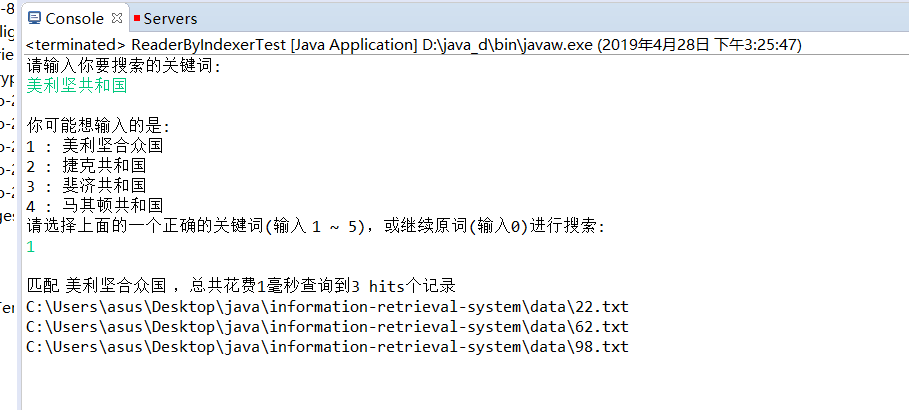 Console Servers
<terminated> ReaderByIndexerTest [Java Application] D:\java_d\bin\javaw.exe (2019年4月28日 下午3:25:47)
请输入你要搜索的关键词:
美利坚共和国
你可能想输入的是:
1 : 美利坚合众国
2 : 捷克共和国
3 : 斐济共和国
4 : 马其顿共和国
请选择上面的一个正确的关键词(输入 1 ~ 5)，或继续原词(输入0)进行搜索:
1
匹配 美利坚合众国 ，总共花费1毫秒查询到3 hits个记录
C:\Users\asus\Desktop\java\information-retrieval-system\data\22.txt
C:\Users\asus\Desktop\java\information-retrieval-system\data\62.txt
C:\Users\asus\Desktop\java\information-retrieval-system\data\98.txt